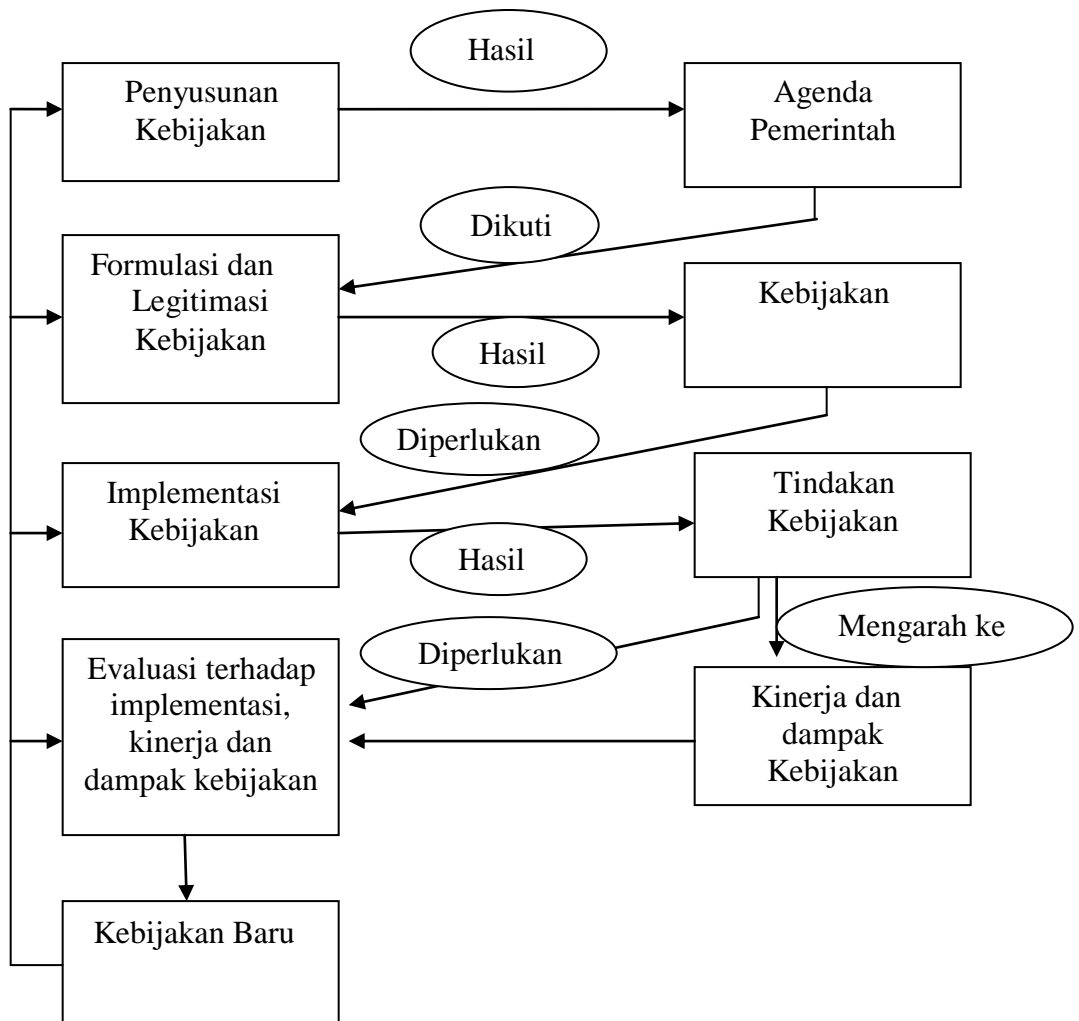 Hasil
Penyusunan
Kebijakan
Agenda
Pemerintah
Dikuti
Formulasi dan
Legitimasi
Kebijakan
Kebijakan
Hasil
Diperlukan
Implementasi
Kebijakan
Tindakan
Kebijakan
Hasil
Mengarah ke
Diperlukan
Evaluasi terhadap
implementasi,
kinerja dan
dampak kebijakan
Kinerja dan
dampak
Kebijakan
Kebijakan Baru